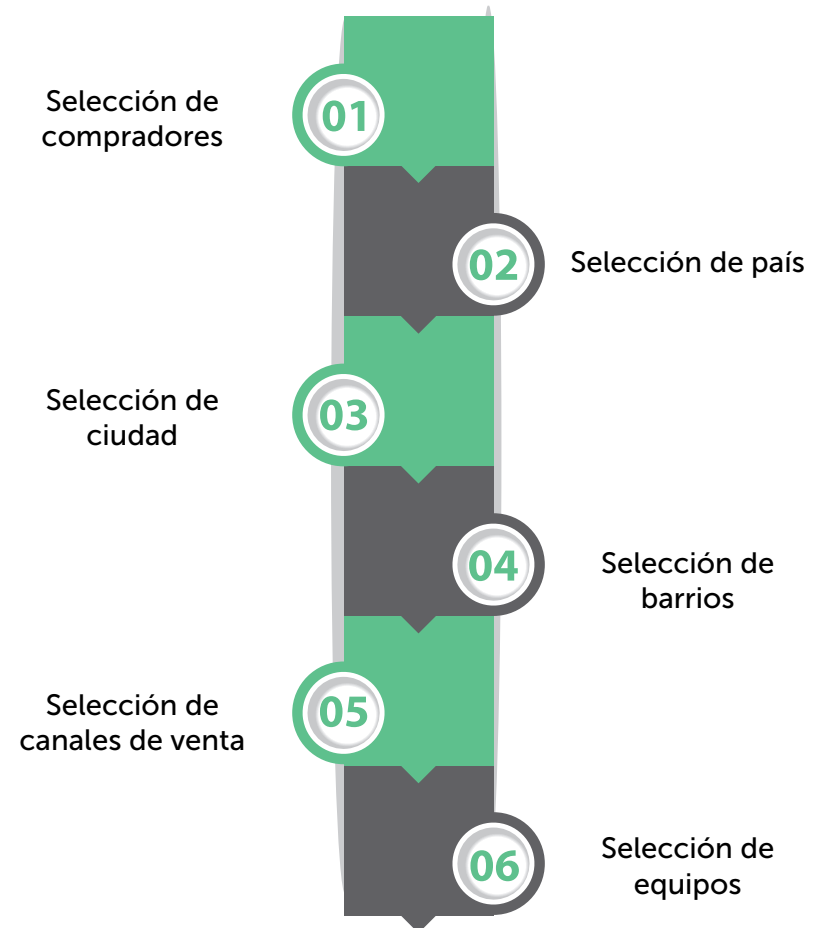 Selección de
compradores
01
02
Selección de país
Selección de
ciudad
03
04
Selección de
barrios
Selección de
canales de venta
05
06
Selección de
equipos